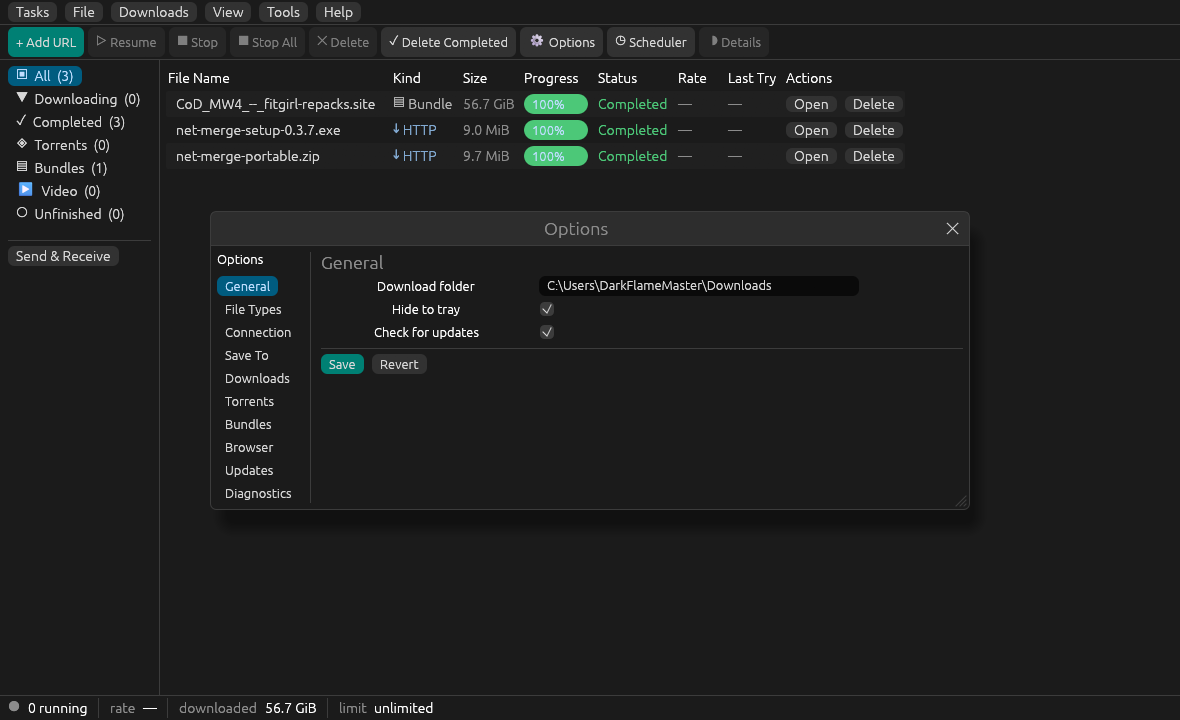 Tasks File Downloads View Tools Help
+ Add URL Resume Stop Stop All Delete Delete Completed Options Scheduler Details
All (3)
Downloading (0)
Completed (3)
Torrents (0)
Bundles (1)
Video (0)
Unfinished (0)
Send & Receive
File Name Kind Size Progress Status Rate Last Try Actions
CoD_MW4_--_fitgirl-repacks.site Bundle 56.7 GiB 100% Completed — — Open Delete
net-merge-setup-0.3.7.exe HTTP 9.0 MiB 100% Completed — — Open Delete
net-merge-portable.zip HTTP 9.7 MiB 100% Completed — — Open Delete
Options
Options
General
File Types
Connection
Save To
Downloads
Torrents
Bundles
Browser
Updates
Diagnostics
General
Download folder C:\Users\DarkFlameMaster\Downloads
Hide to tray
Check for updates
Save Revert
0 running rate — downloaded 56.7 GiB limit unlimited